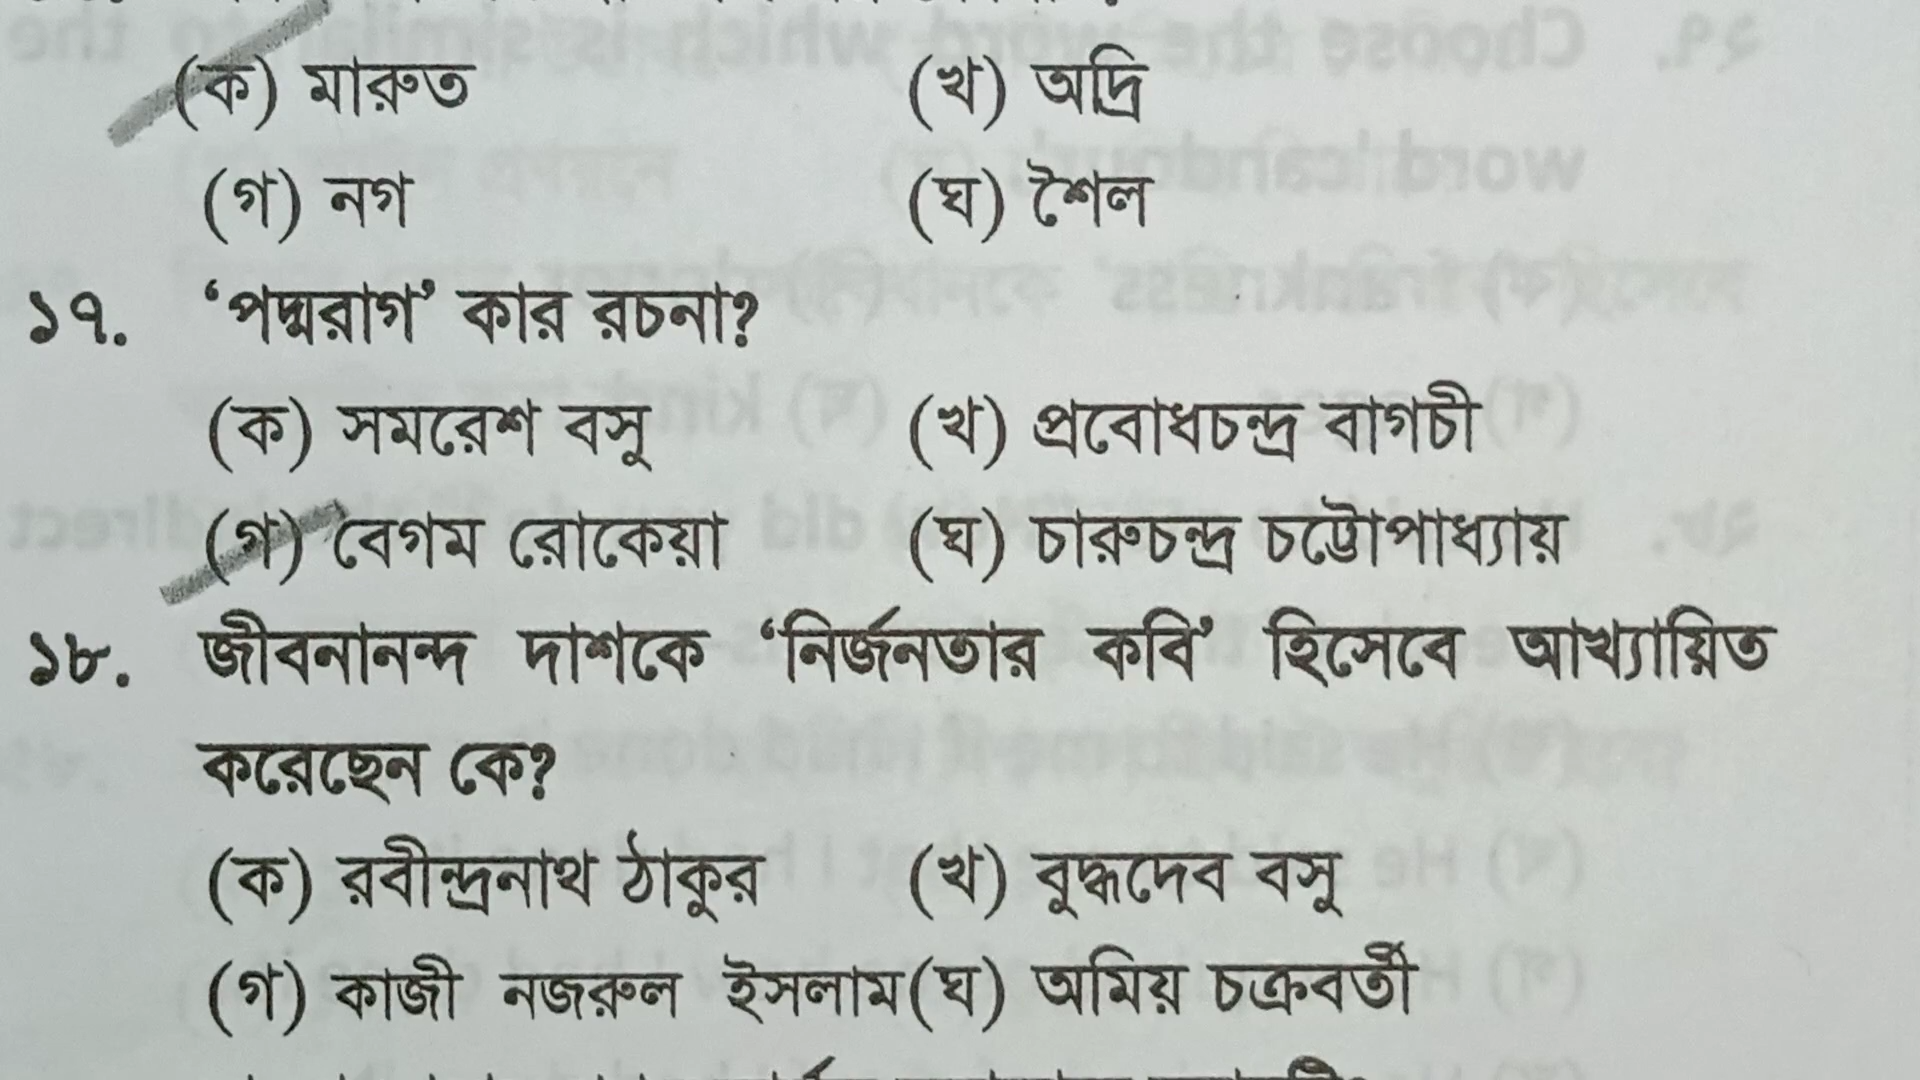 (ক) মারুত (খ) অদ্রি
(গ) নগ (ঘ) শৈল
১৭. ‘পদ্মরাগ’ কার রচনা?
(ক) সমরেশ বসু (খ) প্রবোধচন্দ্র বাগচী
(গ) বেগম রোকেয়া (ঘ) চারুচন্দ্র চট্টোপাধ্যায়
১৮. জীবনানন্দ দাশকে ‘নির্জনতার কবি’ হিসেবে আখ্যায়িত
করেছেন কে?
(ক) রবীন্দ্রনাথ ঠাকুর (খ) বুদ্ধদেব বসু
(গ) কাজী নজরুল ইসলাম (ঘ) অমিয় চক্রবর্তী